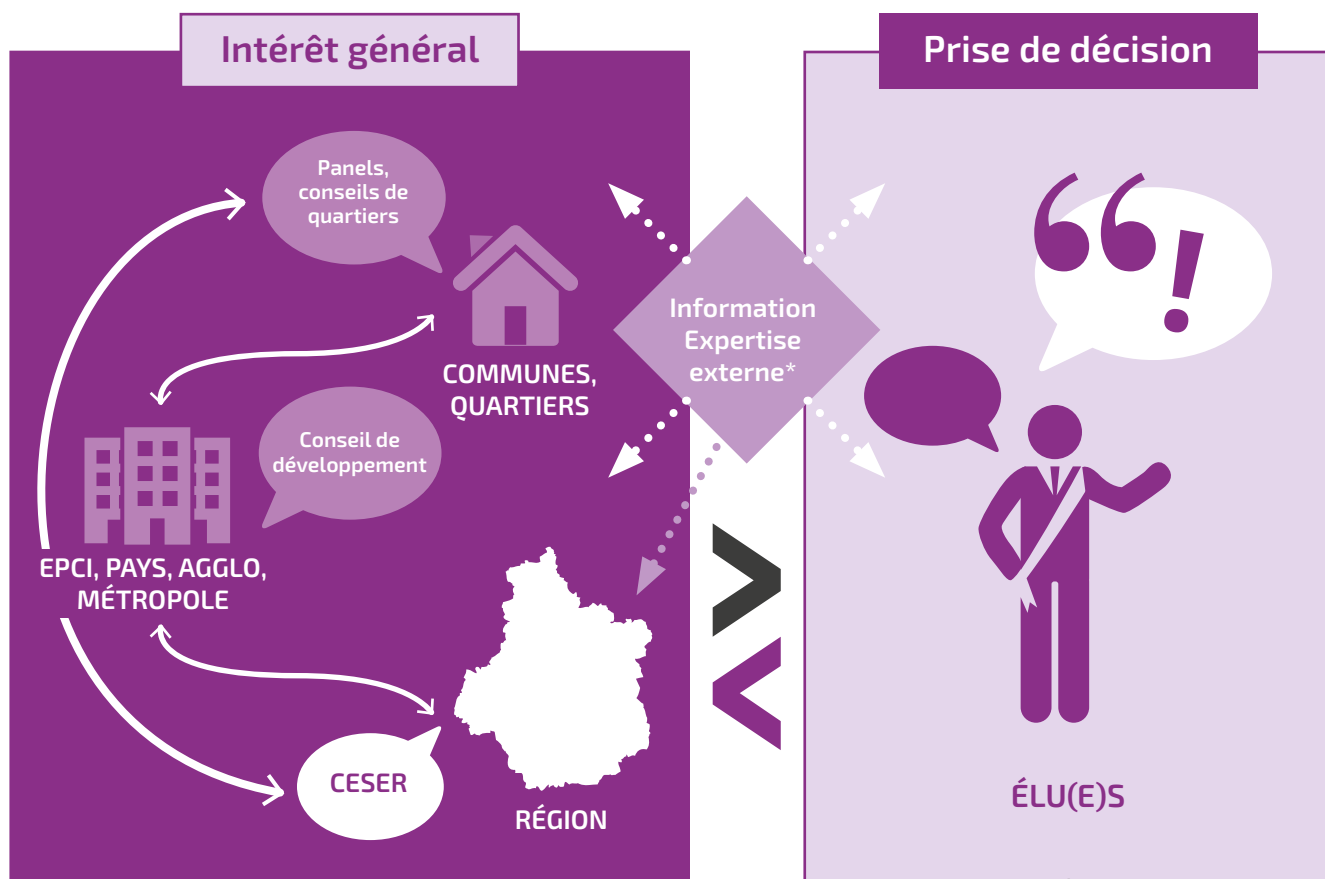 Intérêt général
Panels,
conseils de
quartiers
COMMUNES,
QUARTIERS
Conseil de
développement
EPCI, PAYS, AGGLO,
MÉTROPOLE
CESER
RÉGION
Information
Expertise
externe*
Prise de décision
“ !
ÉLU(E)S